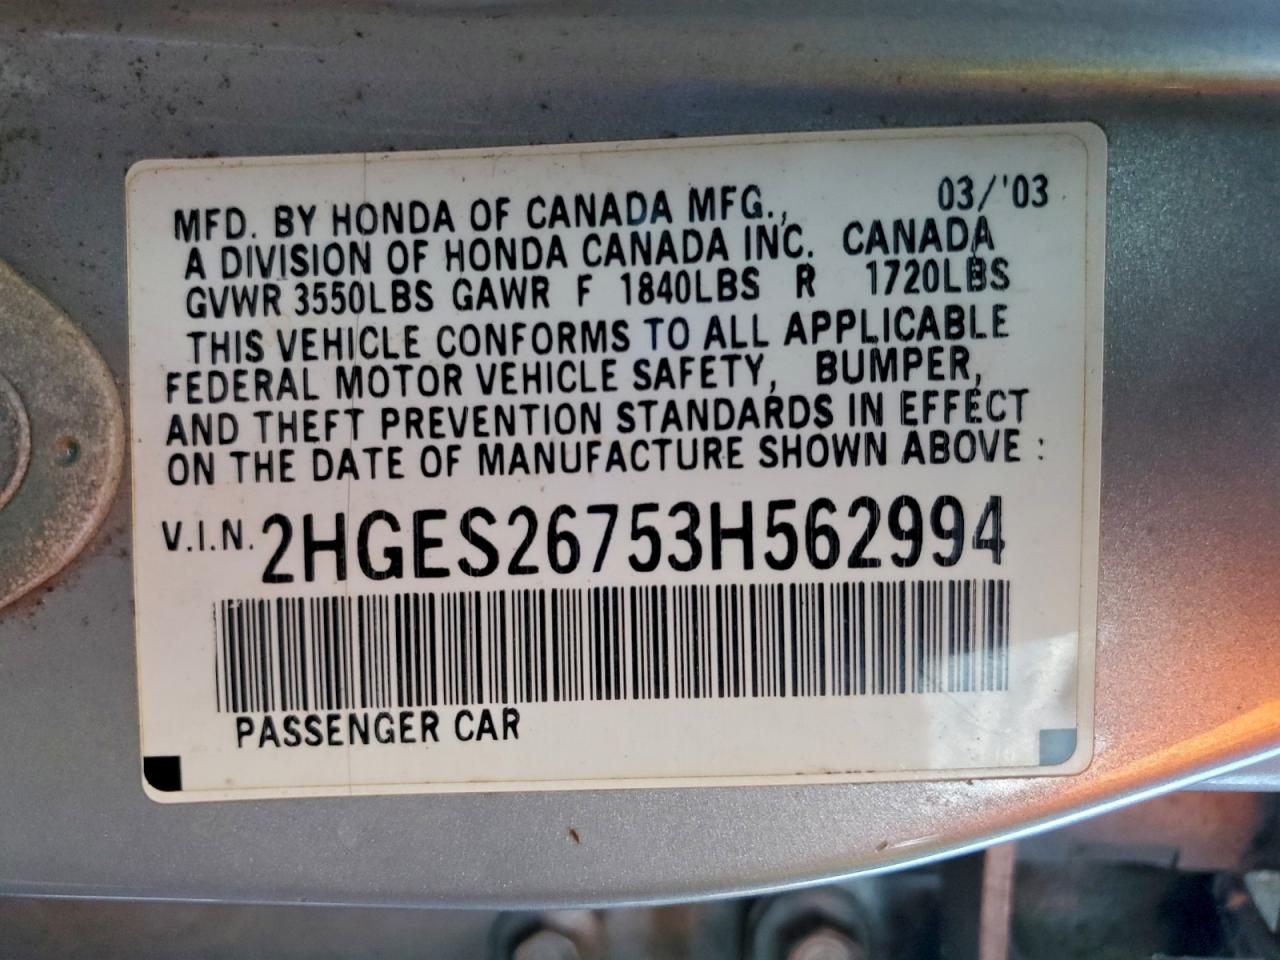 MFD. BY HONDA OF CANADA MFG., 03/'03
A DIVISION OF HONDA CANADA INC. CANADA
GVWR 3550LBS GAWR F 1840LBS R 1720LBS
THIS VEHICLE CONFORMS TO ALL APPLICABLE
FEDERAL MOTOR VEHICLE SAFETY, BUMPER,
AND THEFT PREVENTION STANDARDS IN EFFECT
ON THE DATE OF MANUFACTURE SHOWN ABOVE :
V.I.N. 2HGES26753H562994
PASSENGER CAR